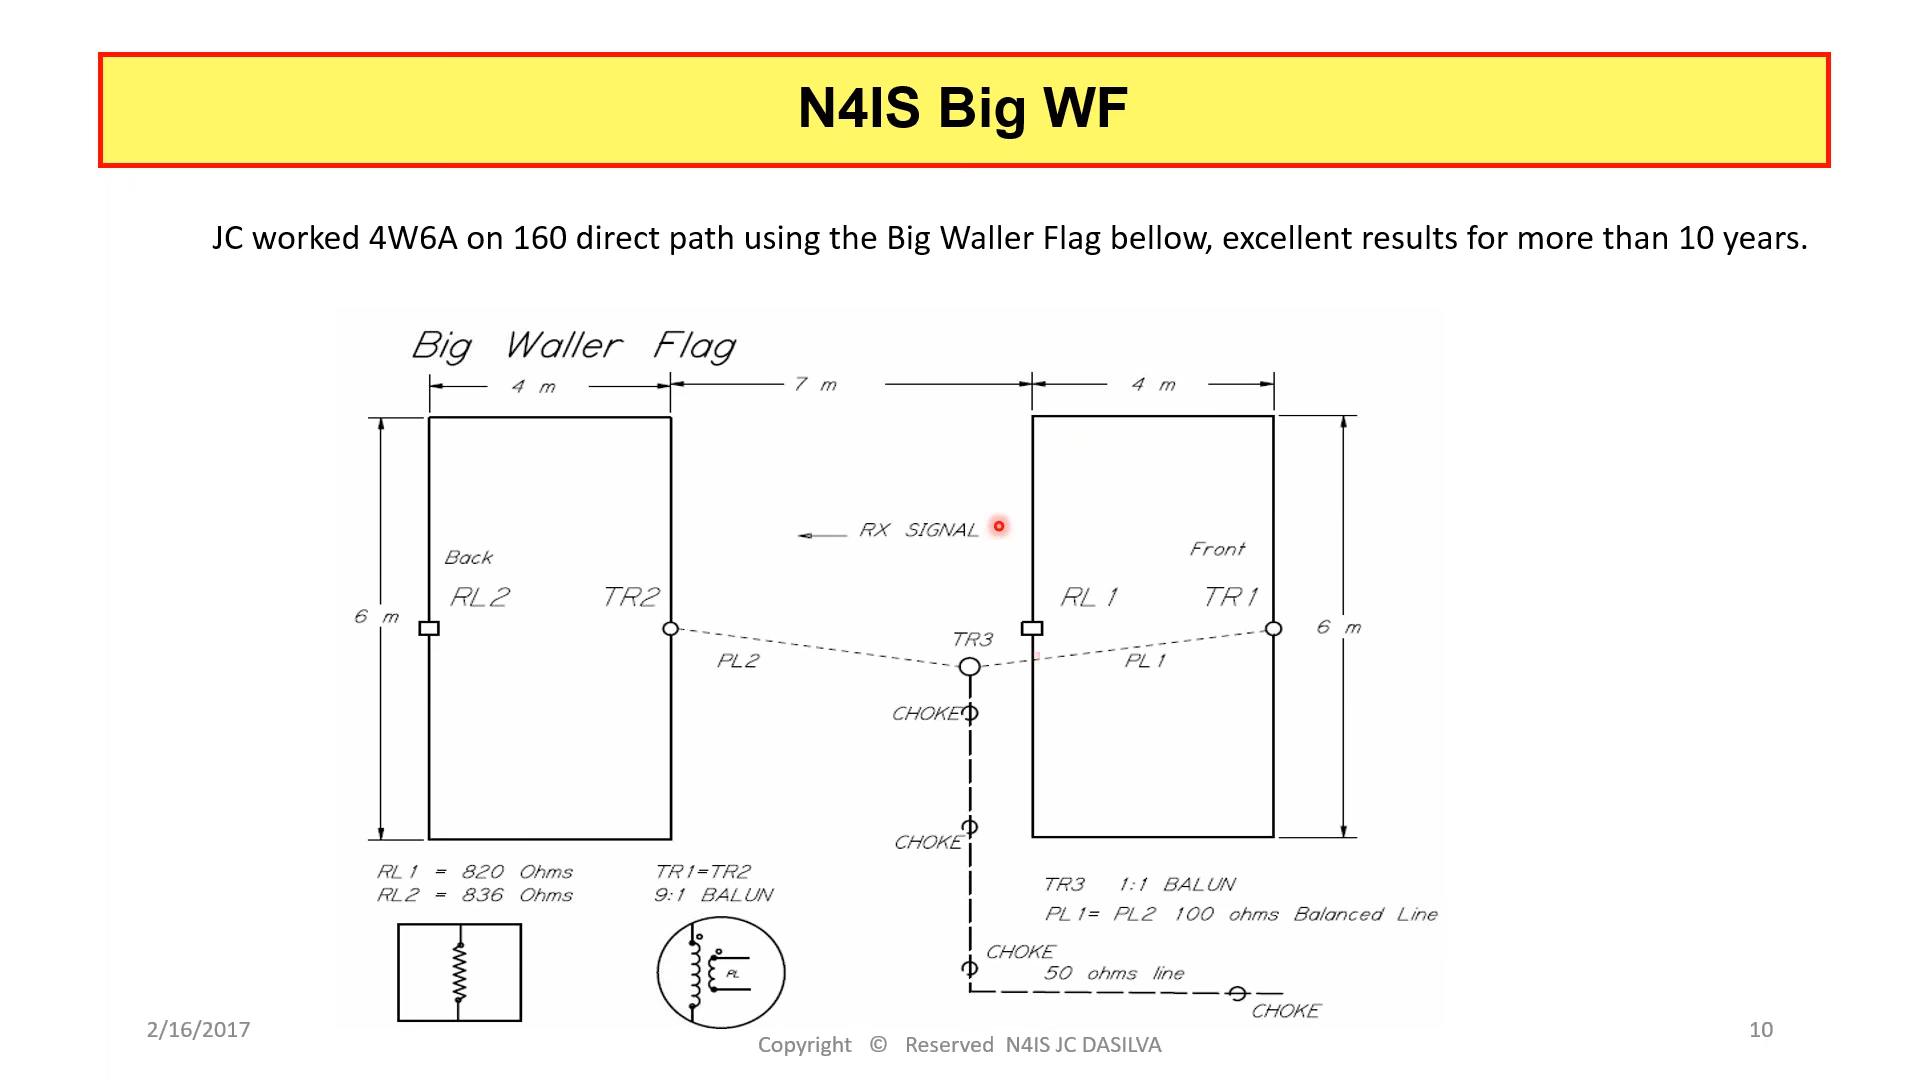 N4IS Big WF
JC worked 4W6A on 160 direct path using the Big Waller Flag bellow, excellent results for more than 10 years.
Big Waller Flag
4 m
7 m
4 m
RX SIGNAL
Back
Front
RL2
TR2
RL 1
TR1
6 m
6 m
TR3
PL2
PL 1
CHOKE
CHOKE
RL 1 = 820 Ohms
RL2 = 836 Ohms
TR1=TR2
9:1 BALUN
TR3 1:1 BALUN
PL 1= PL2 100 ohms Balanced Line
PL
CHOKE
50 ohms line
CHOKE
2/16/2017
Copyright © Reserved N4IS JC DASILVA
10